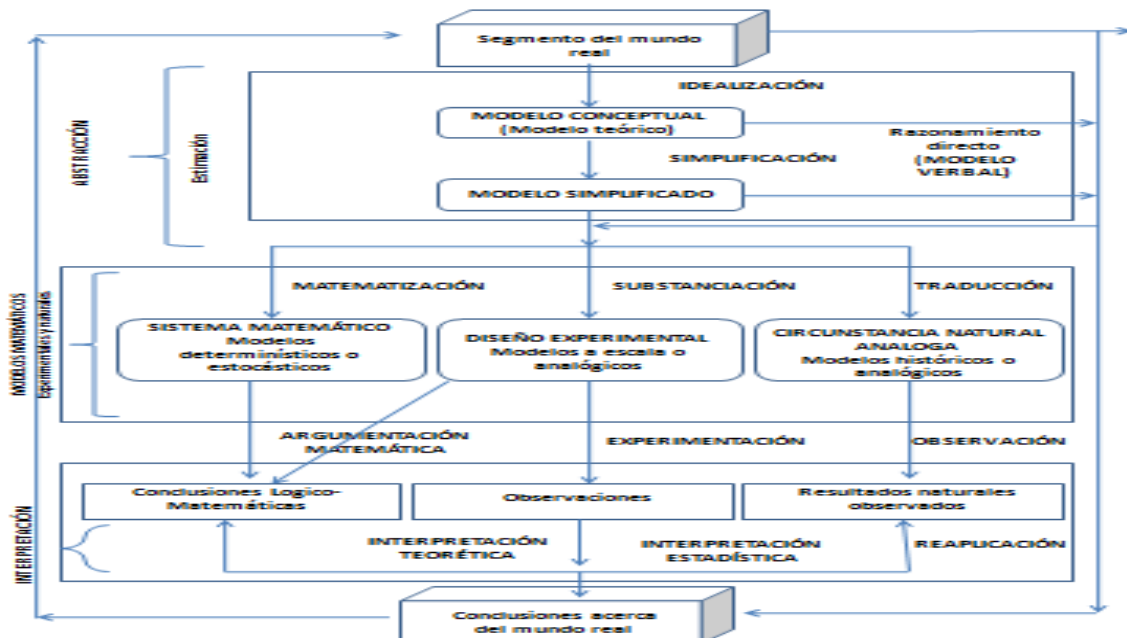 Segmento del mundo
real
IDEALIZACIÓN
MODELO CONCEPTUAL
(Modelo teórico)
Razonamiento
directo
(MODELO
VERBAL)
SIMPLIFICACIÓN
MODELO SIMPLIFICADO
ABSTRACCIÓN
Estimación
MATEMATIZACIÓN
SUBSTANCIACIÓN
TRADUCCIÓN
SISTEMA MATEMÁTICO
Modelos
determinísticos o
estocásticos
DISEÑO EXPERIMENTAL
Modelos a escala o
analógicos
CIRCUNSTANCIA NATURAL
ANALOGA
Modelos históricos o
analógicos
MODELOS MATEMÁTICOS
Experimentales y naturales
ARGUMENTACIÓN
MATEMÁTICA
EXPERIMENTACIÓN
OBSERVACIÓN
Conclusiones Logico-
Matemáticas
Observaciones
Resultados naturales
observados
INTERPRETACIÓN
TEORÉTICA
INTERPRETACIÓN
ESTADÍSTICA
REAPLICACIÓN
INTERPRETACIÓN
Conclusiones acerca
del mundo real